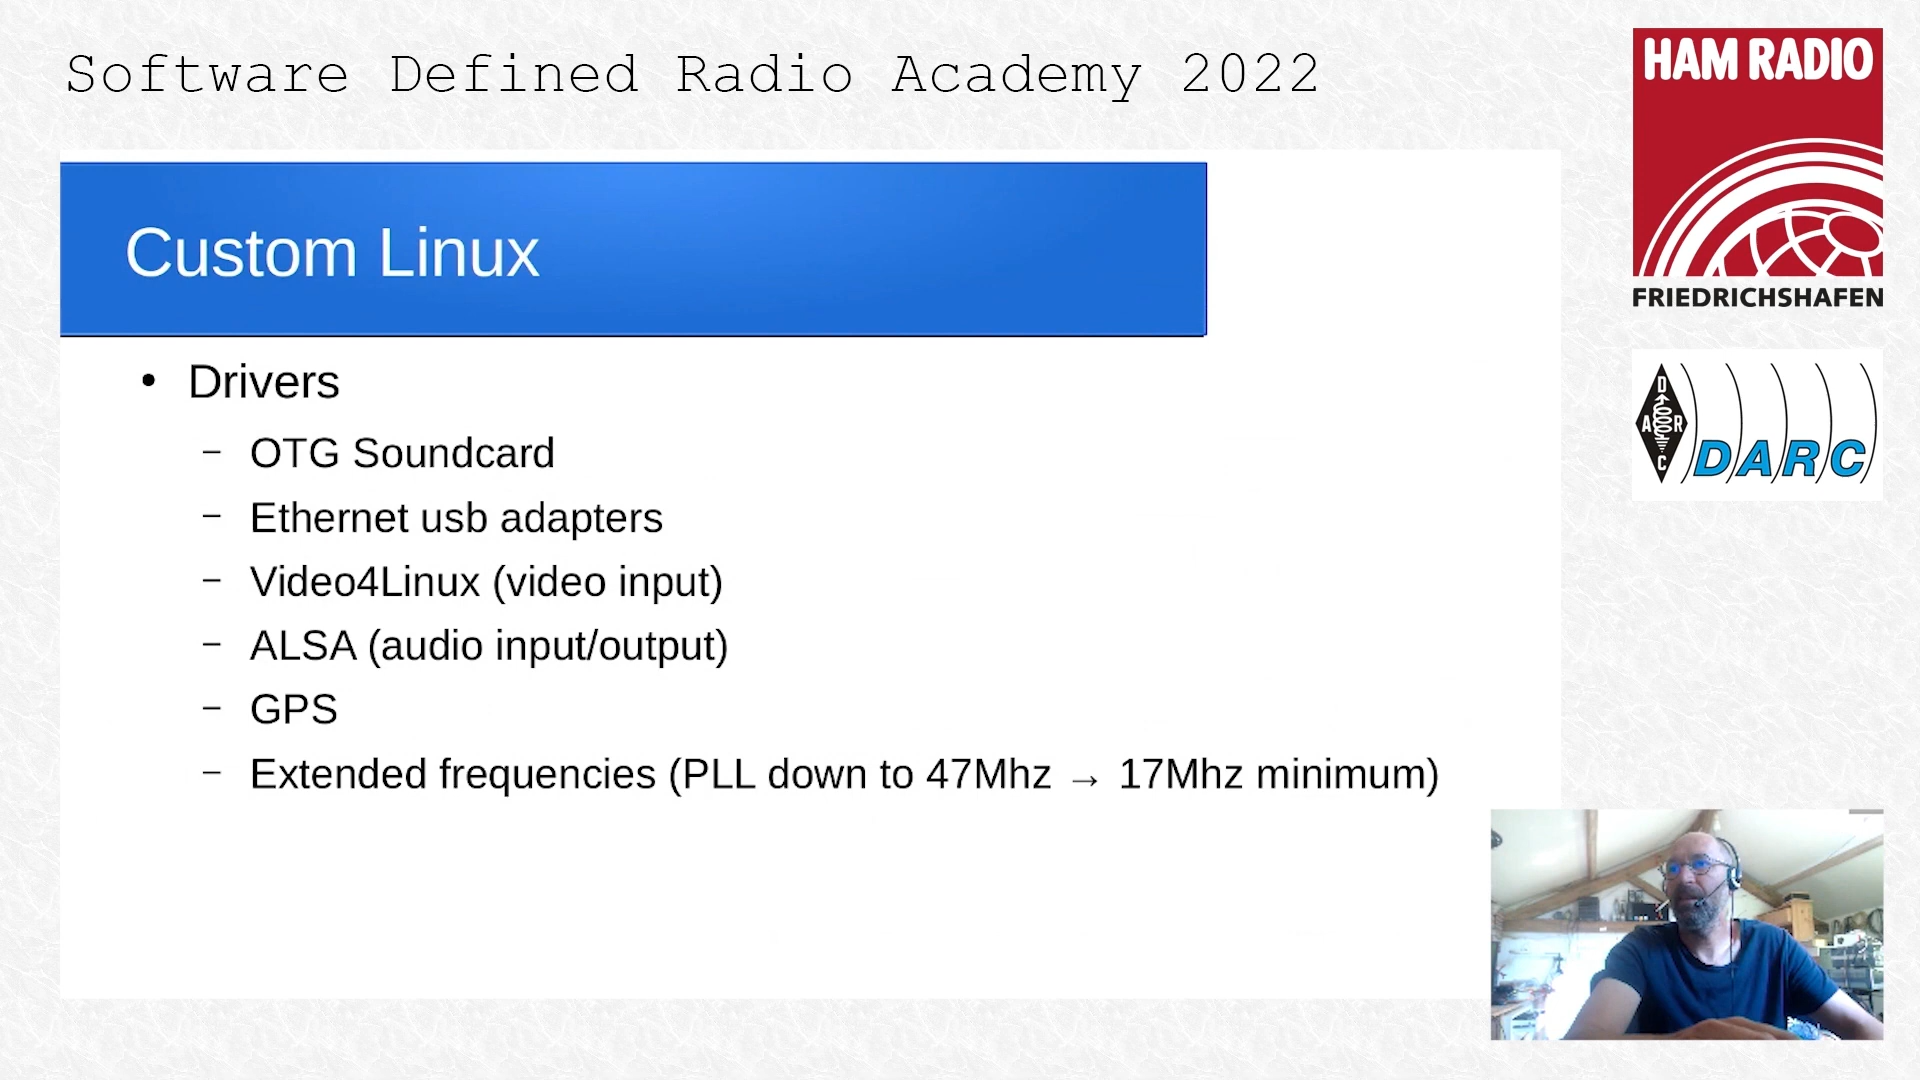 Software Defined Radio Academy 2022
HAM RADIO
FRIEDRICHSHAFEN
D
A R
C
DARC
Custom Linux
• Drivers
– OTG Soundcard
– Ethernet usb adapters
– Video4Linux (video input)
– ALSA (audio input/output)
– GPS
– Extended frequencies (PLL down to 47Mhz → 17Mhz minimum)